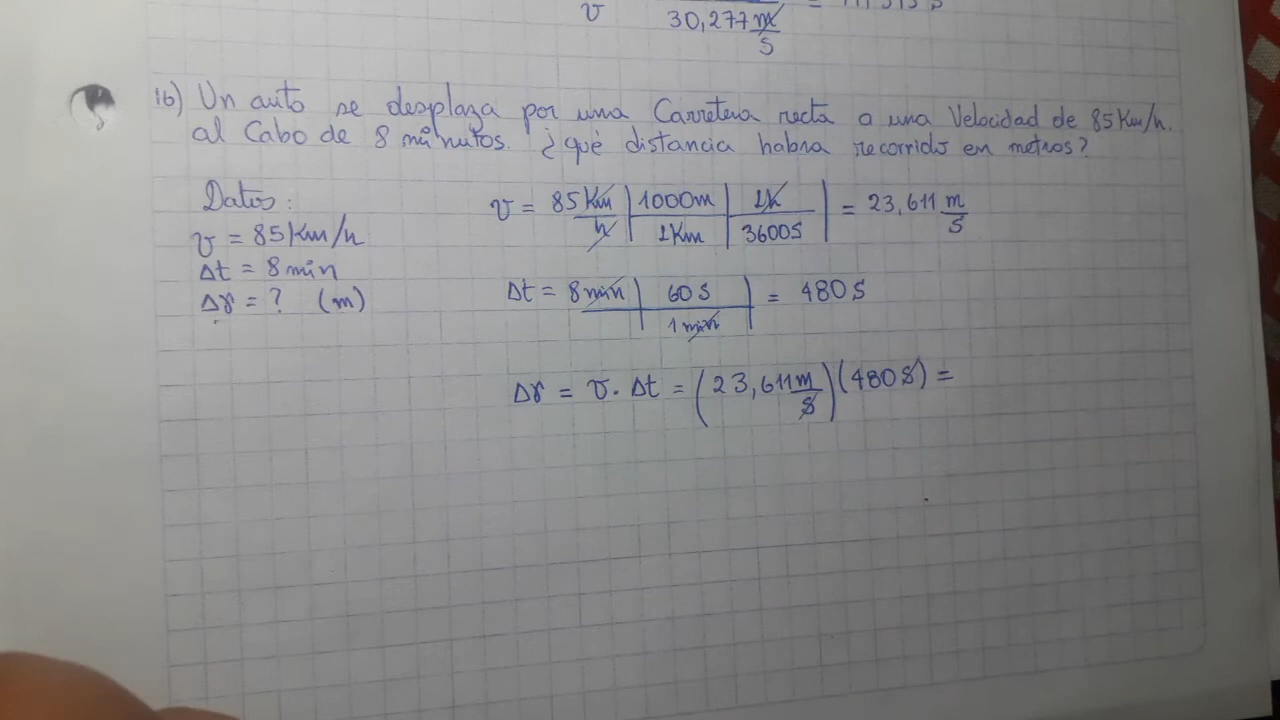 v 30,277 m/s
16) Un auto se desplaza por una Carretera recta a una Velocidad de 85 Km/h.
al Cabo de 8 minutos. ¿qué distancia habra recorrido en metros?
Datos:
v = 85 Km/h
Δt = 8 min
Δr = ? (m)
v = 85 Km/h | 1000m/1Km | 1h/3600s | = 23,611 m/s
Δt = 8 min | 60 s/1 min | = 480 s
Δr = v · Δt = (23,611 m/s)(480 s) =